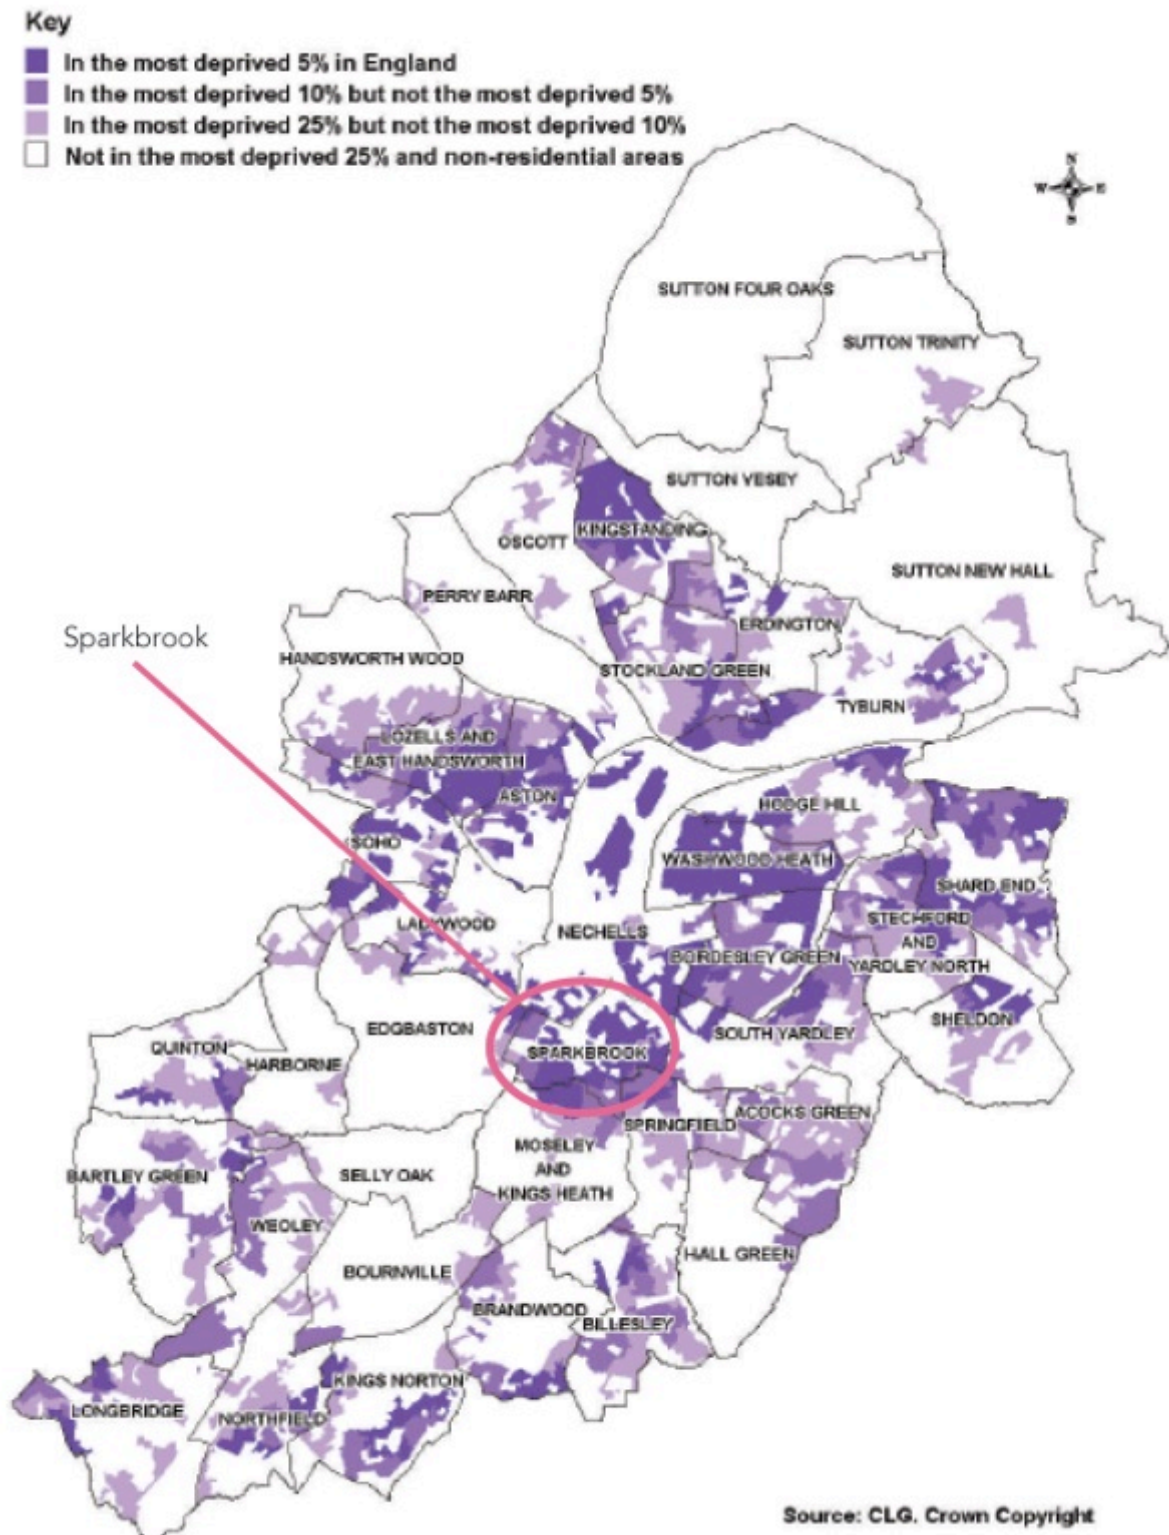 Key
In the most deprived 5% in England
In the most deprived 10% but not the most deprived 5%
In the most deprived 25% but not the most deprived 10%
Not in the most deprived 25% and non-residential areas
N
W E
S
SUTTON FOUR OAKS
SUTTON TRINITY
SUTTON VESEY
KINGSTANDING
OSCOTT
SUTTON NEW HALL
PERRY BARR
ERDINGTON
Sparkbrook
HANDSWORTH WOOD
STOCKLAND GREEN
TYBURN
LOZELLS AND
EAST HANDSWORTH
ASTON
HODGE HILL
SOHO
WASHWOOD HEATH
SHARD END
LADYWOOD
NECHELLS
STECHFORD
AND
YARDLEY NORTH
BORDESLEY GREEN
SHELDON
EDGBASTON
SOUTH YARDLEY
QUINTON
HARBORNE
SPARKBROOK
ACOCKS GREEN
SPRINGFIELD
MOSELEY
AND
KINGS HEATH
BARTLEY GREEN
SELLY OAK
WEOLEY
HALL GREEN
BOURNVILLE
BRANDWOOD
BILLESLEY
KINGS NORTON
LONGBRIDGE
NORTHFIELD
Source: CLG. Crown Copyright